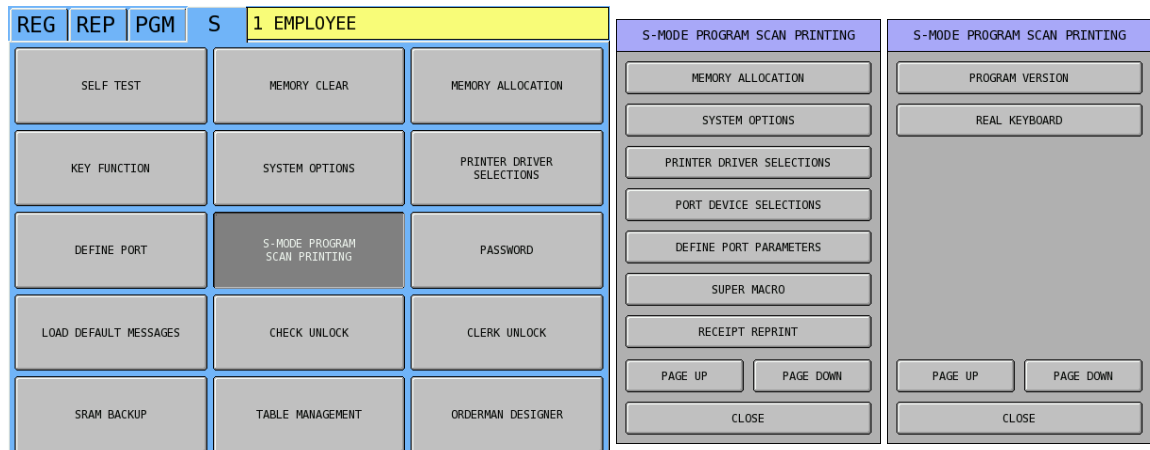 REG REP PGM S 1 EMPLOYEE
SELF TEST MEMORY CLEAR MEMORY ALLOCATION
KEY FUNCTION SYSTEM OPTIONS PRINTER DRIVER
SELECTIONS
DEFINE PORT S-MODE PROGRAM
SCAN PRINTING PASSWORD
LOAD DEFAULT MESSAGES CHECK UNLOCK CLERK UNLOCK
SRAM BACKUP TABLE MANAGEMENT ORDERMAN DESIGNER
S-MODE PROGRAM SCAN PRINTING
MEMORY ALLOCATION
SYSTEM OPTIONS
PRINTER DRIVER SELECTIONS
PORT DEVICE SELECTIONS
DEFINE PORT PARAMETERS
SUPER MACRO
RECEIPT REPRINT
PAGE UP PAGE DOWN
CLOSE
S-MODE PROGRAM SCAN PRINTING
PROGRAM VERSION
REAL KEYBOARD
PAGE UP PAGE DOWN
CLOSE